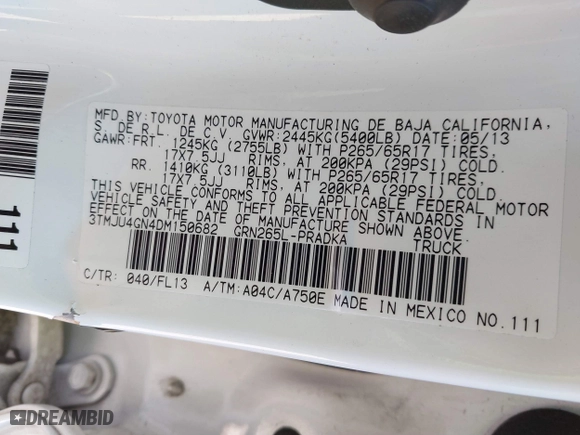 MFD.BY:TOYOTA MOTOR MANUFACTURING DE BAJA CALIFORNIA,
S. DE R.L. DE C.V. GVWR:2445KG(5400LB) DATE:05/13
GAWR:FRT. 1245KG (2755LB) WITH P265/65R17 TIRES,
17X7.5JJ RIMS, AT 200KPA (29PSI) COLD.
RR. 1410KG (3110LB) WITH P265/65R17 TIRES,
17X7.5JJ RIMS, AT 200KPA (29PSI) COLD.
THIS VEHICLE CONFORMS TO ALL APPLICABLE FEDERAL MOTOR
VEHICLE SAFETY AND THEFT PREVENTION STANDARDS IN
EFFECT ON THE DATE OF MANUFACTURE SHOWN ABOVE.
3TMJU4GN4DM150682 GRN265L-PRADKA TRUCK
C/TR: 040/FL13 A/TM:A04C/A750E MADE IN MEXICO NO.111
111
DREAMBID